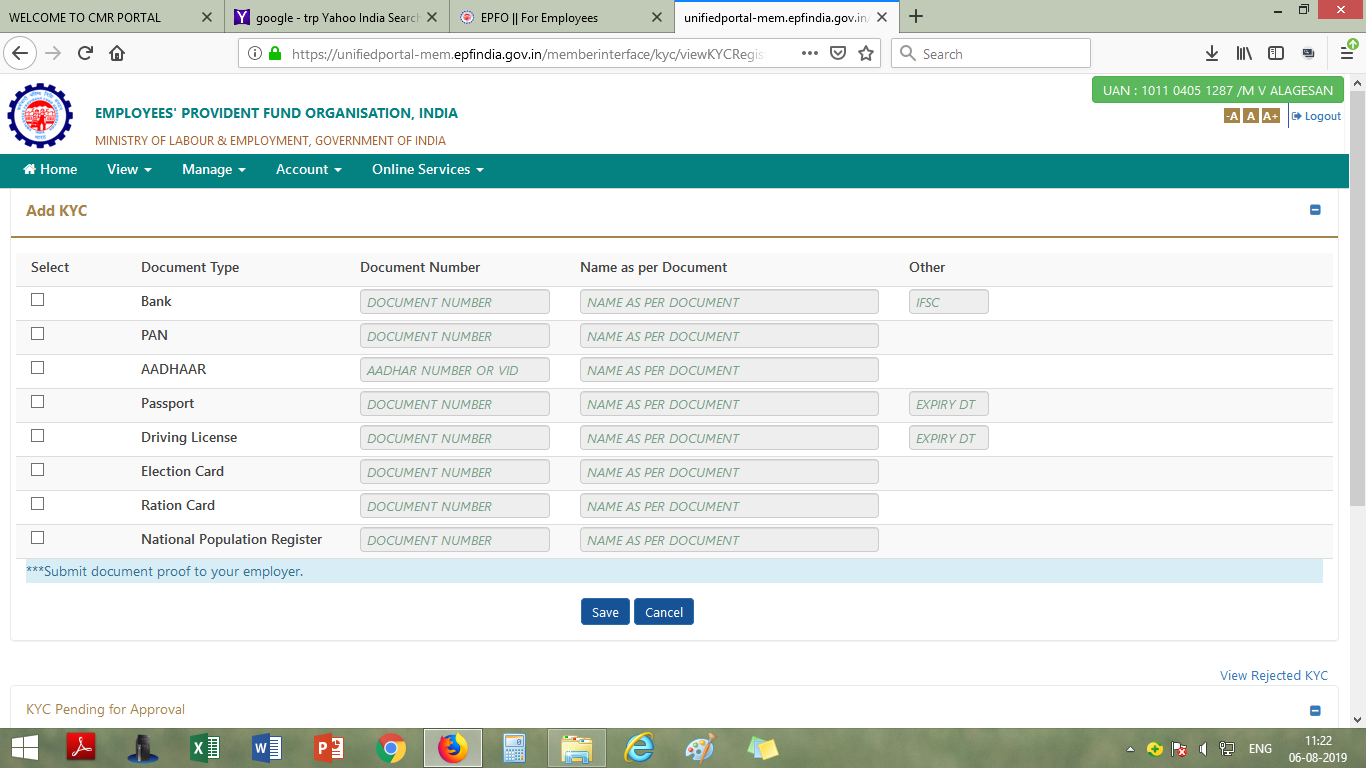 WELCOME TO CMR PORTAL
google - trp Yahoo India Search
EPFO || For Employees
unifiedportal-mem.epfindia.gov.in/
https://unifiedportal-mem.epfindia.gov.in/memberinterface/kyc/viewKYCRegis
Search
UAN : 1011 0405 1287 /M V ALAGESAN
EMPLOYEES' PROVIDENT FUND ORGANISATION, INDIA
-A A A+ Logout
MINISTRY OF LABOUR & EMPLOYMENT, GOVERNMENT OF INDIA
Home View Manage Account Online Services
Add KYC
Select Document Type Document Number Name as per Document Other
Bank DOCUMENT NUMBER NAME AS PER DOCUMENT IFSC
PAN DOCUMENT NUMBER NAME AS PER DOCUMENT
AADHAAR AADHAR NUMBER OR VID NAME AS PER DOCUMENT
Passport DOCUMENT NUMBER NAME AS PER DOCUMENT EXPIRY DT
Driving License DOCUMENT NUMBER NAME AS PER DOCUMENT EXPIRY DT
Election Card DOCUMENT NUMBER NAME AS PER DOCUMENT
Ration Card DOCUMENT NUMBER NAME AS PER DOCUMENT
National Population Register DOCUMENT NUMBER NAME AS PER DOCUMENT
***Submit document proof to your employer.
Save Cancel
View Rejected KYC
KYC Pending for Approval
ENG
11:22
06-08-2019